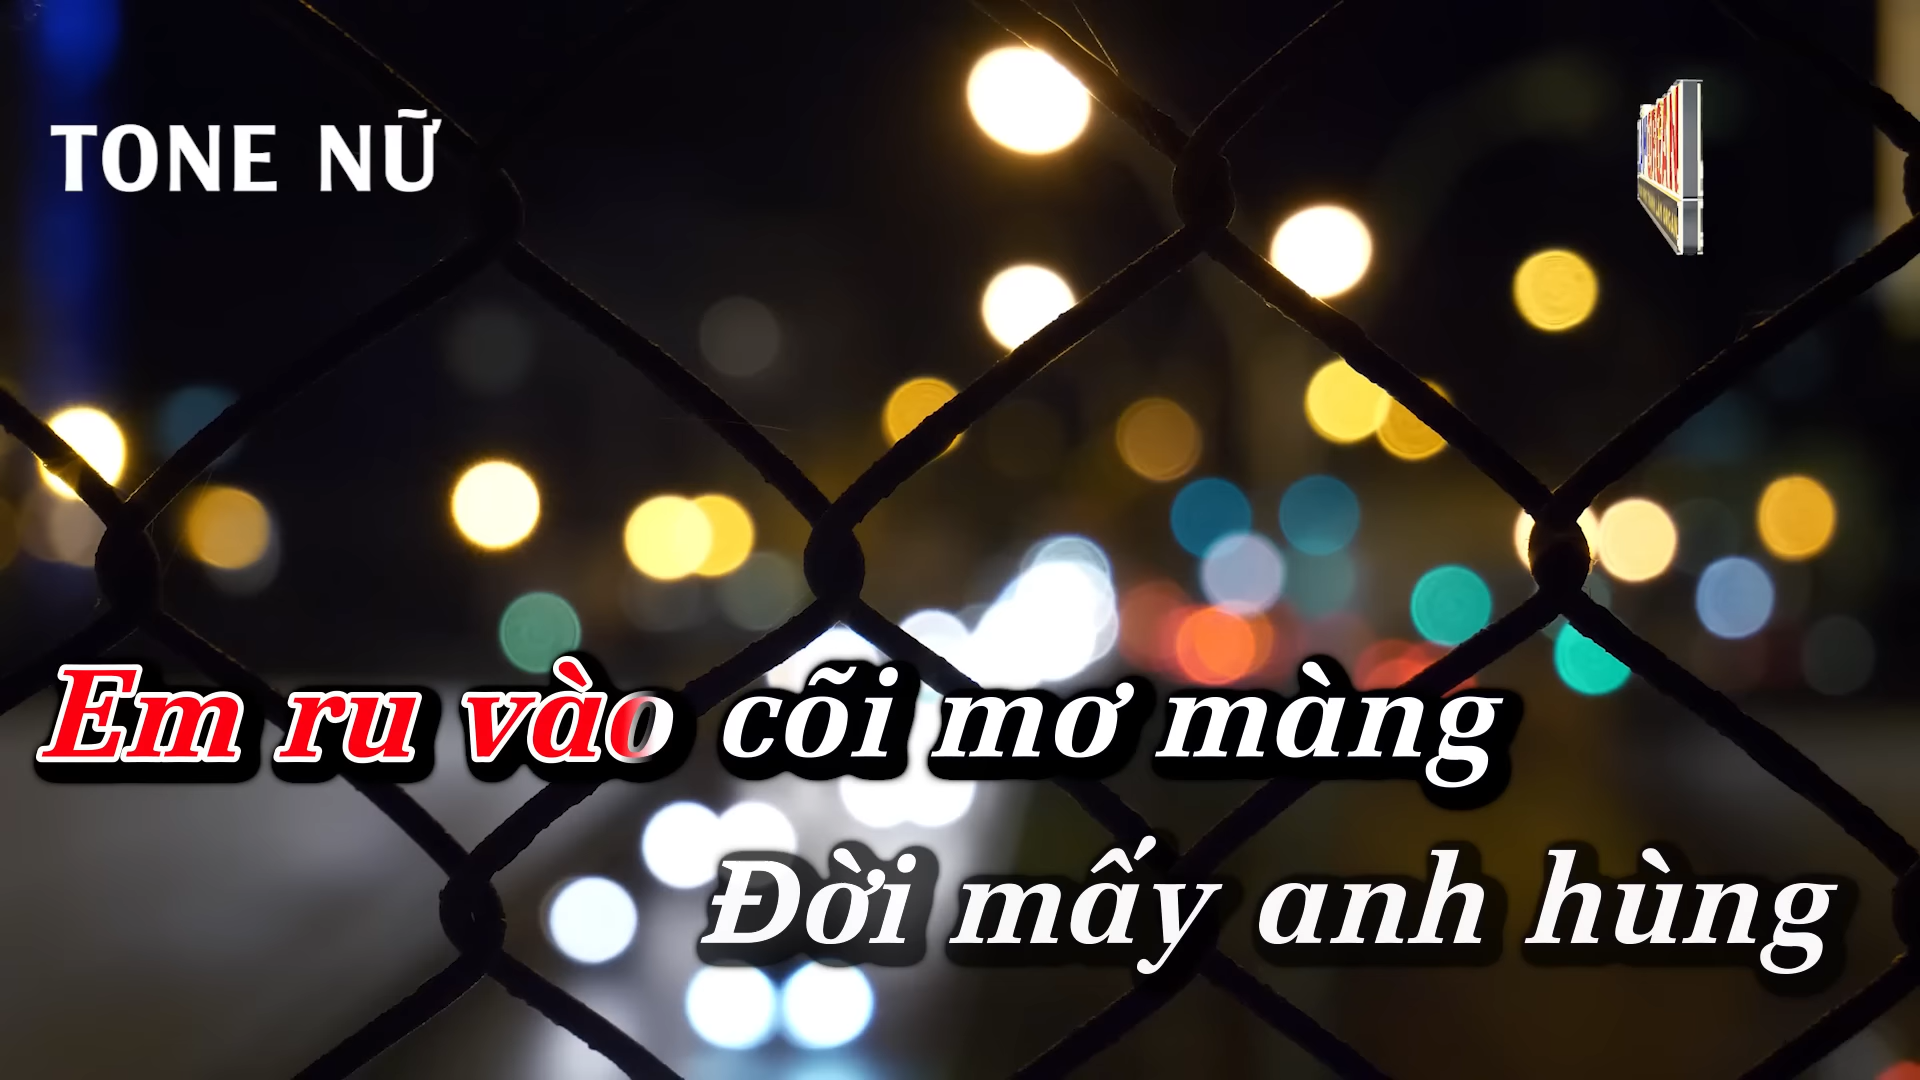 TONE NỮ
Em ru vào cõi mơ màng
Đời mấy anh hùng